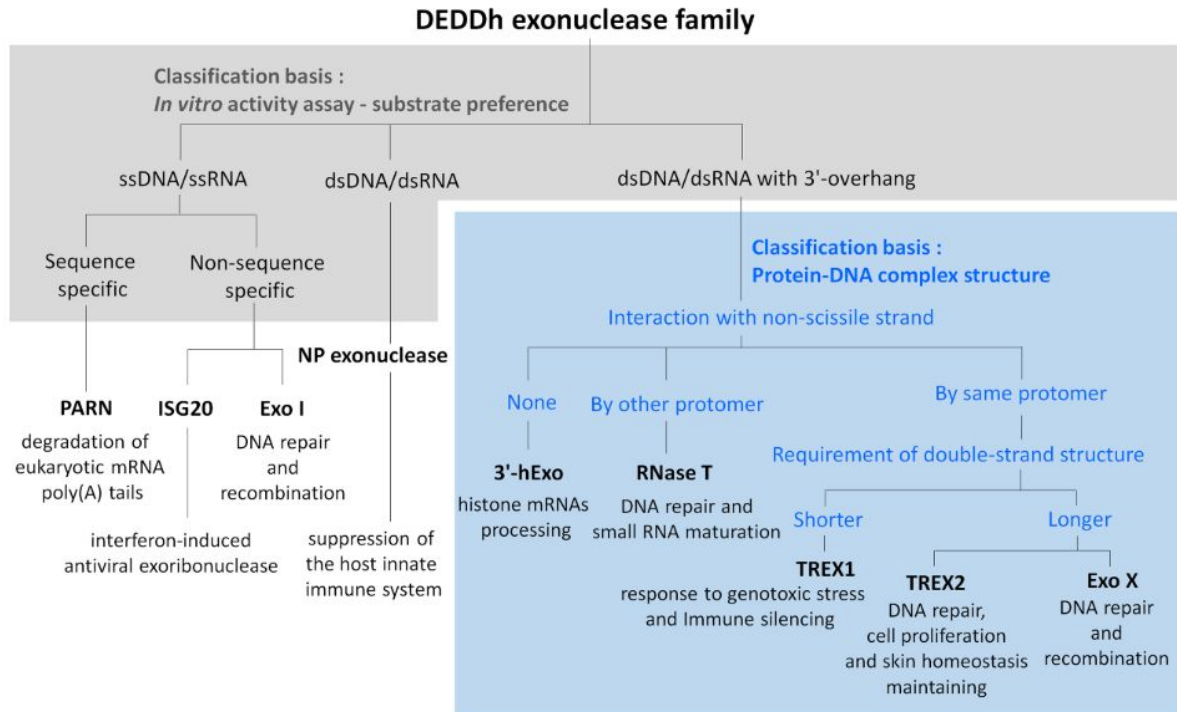 DEDDh exonuclease family
Classification basis :
In vitro activity assay - substrate preference
ssDNA/ssRNA
dsDNA/dsRNA
dsDNA/dsRNA with 3'-overhang
Sequence
specific
Non-sequence
specific
Classification basis :
Protein-DNA complex structure
Interaction with non-scissile strand
NP exonuclease
PARN
degradation of
eukaryotic mRNA
poly(A) tails
ISG20
Exo I
DNA repair
and
recombination
interferon-induced
antiviral exoribonuclease
suppression of
the host innate
immune system
None
By other protomer
By same protomer
3'-hExo
histone mRNAs
processing
RNase T
DNA repair and
small RNA maturation
Requirement of double-strand structure
Shorter
Longer
TREX1
response to genotoxic stress
and Immune silencing
TREX2
DNA repair,
cell proliferation
and skin homeostasis
maintaining
Exo X
DNA repair
and
recombination